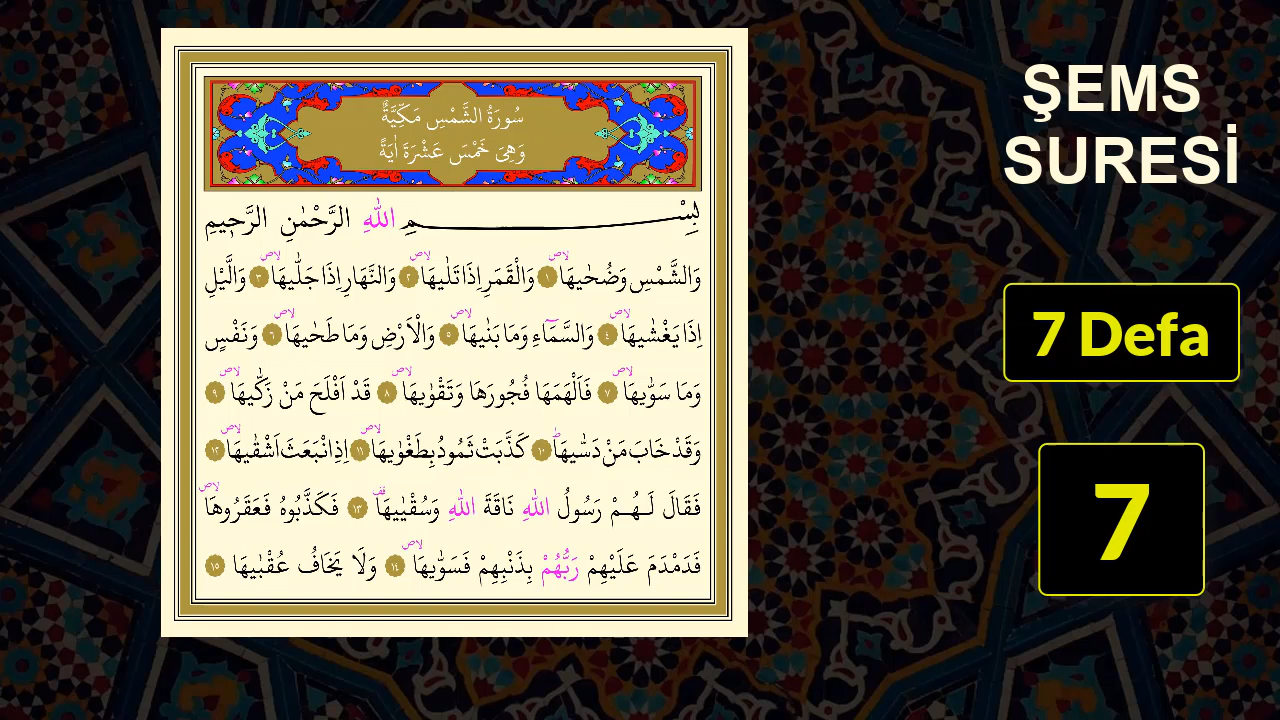 سُورَةُ الشَّمْسِ مَكِّيَّةٌ
وَهِىَ خَمْسَ عَشْرَةَ اٰيَةً
بِسْــــــــــــمِ اللّٰهِ الرَّحْمٰنِ الرَّحٖيمِ
وَالشَّمْسِ وَضُحٰيهَاۙ ١ وَالْقَمَرِ اِذَا تَلٰيهَاۙ ٢ وَالنَّهَارِ اِذَا جَلّٰيهَاۙ ٣ وَالَّيْلِ
اِذَا يَغْشٰيهَاۙ ٤ وَالسَّمَٓاءِ وَمَا بَنٰيهَاۙ ٥ وَالْاَرْضِ وَمَا طَحٰيهَاۙ ٦ وَنَفْسٍ
وَمَا سَوّٰيهَاۙ ٧ فَاَلْهَمَهَا فُجُورَهَا وَتَقْوٰيهَاۙ ٨ قَدْ اَفْلَحَ مَنْ زَكّٰيهَاۙ ٩
وَقَدْ خَابَ مَنْ دَسّٰيهَاۜ ١٠ كَذَّبَتْ ثَمُودُ بِطَغْوٰيهَاۙ ١١ اِذِ انْبَعَثَ اَشْقٰيهَاۙ ١٢
فَقَالَ لَـهُـمْ رَسُولُ اللّٰهِ نَاقَةَ اللّٰهِ وَسُقْيٰيهَا ١٣ فَكَذَّبُوهُ فَعَقَرُوهَاۙ
فَدَمْدَمَ عَلَيْهِمْ رَبُّهُمْ بِذَنْبِهِمْ فَسَوّٰيهَاۙ ١٤ وَلَا يَخَافُ عُقْبٰيهَا ١٥
ŞEMS
SURESİ
7 Defa
7